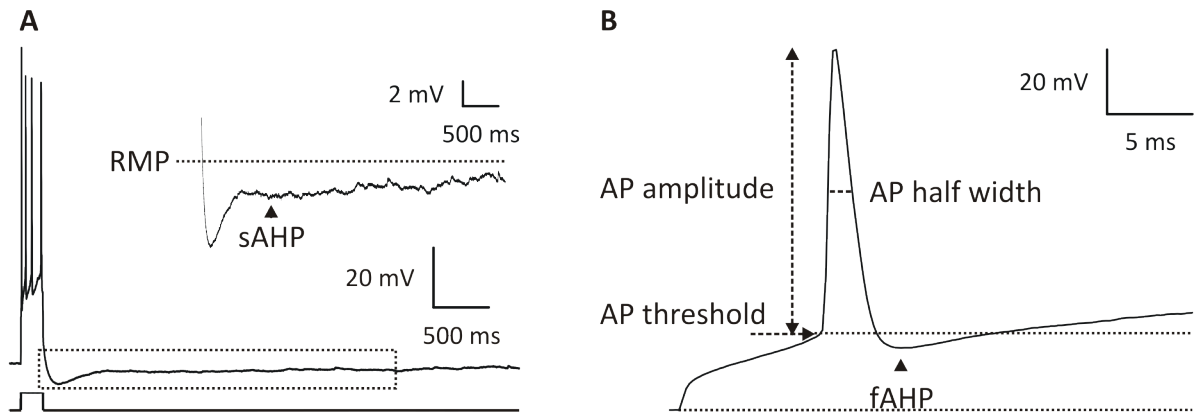 A
2 mV
500 ms
RMP
sAHP
20 mV
500 ms
B
20 mV
5 ms
AP amplitude
AP half width
AP threshold
fAHP